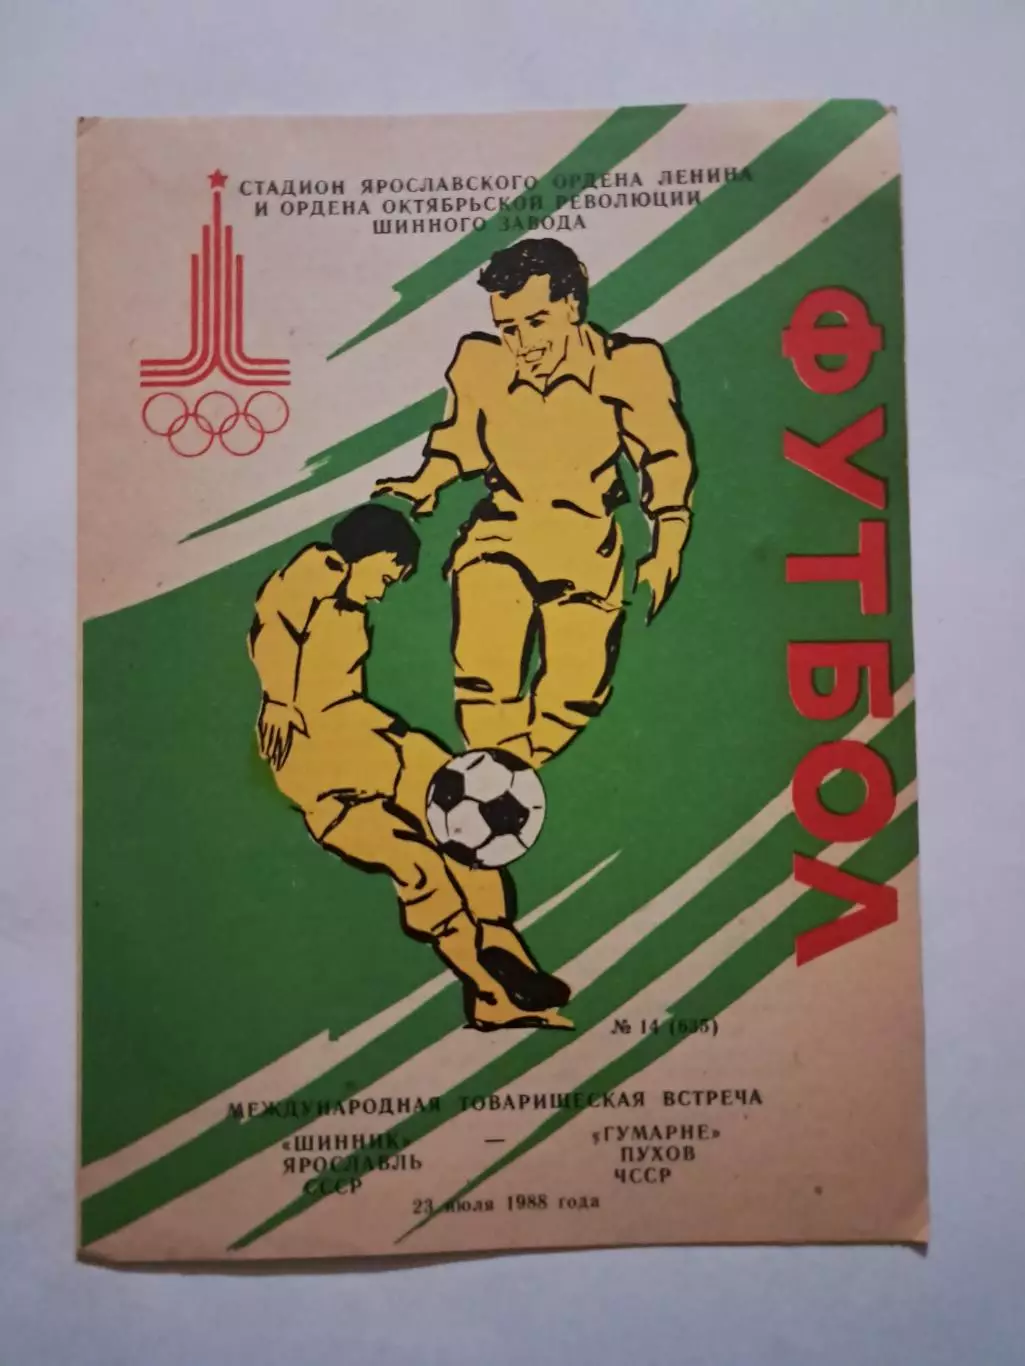 СТАДИОН ЯРОСЛАВСКОГО ОРДЕНА ЛЕНИНА
И ОРДЕНА ОКТЯБРЬСКОЙ РЕВОЛЮЦИИ
ШИННОГО ЗАВОДА
ФУТБОЛ
№ 14 (635)
МЕЖДУНАРОДНАЯ ТОВАРИЩЕСКАЯ ВСТРЕЧА
«ШИННИК» — «ГУМАРНЕ»
ЯРОСЛАВЛЬ ПУХОВ
СССР ЧССР
23 июля 1988 года